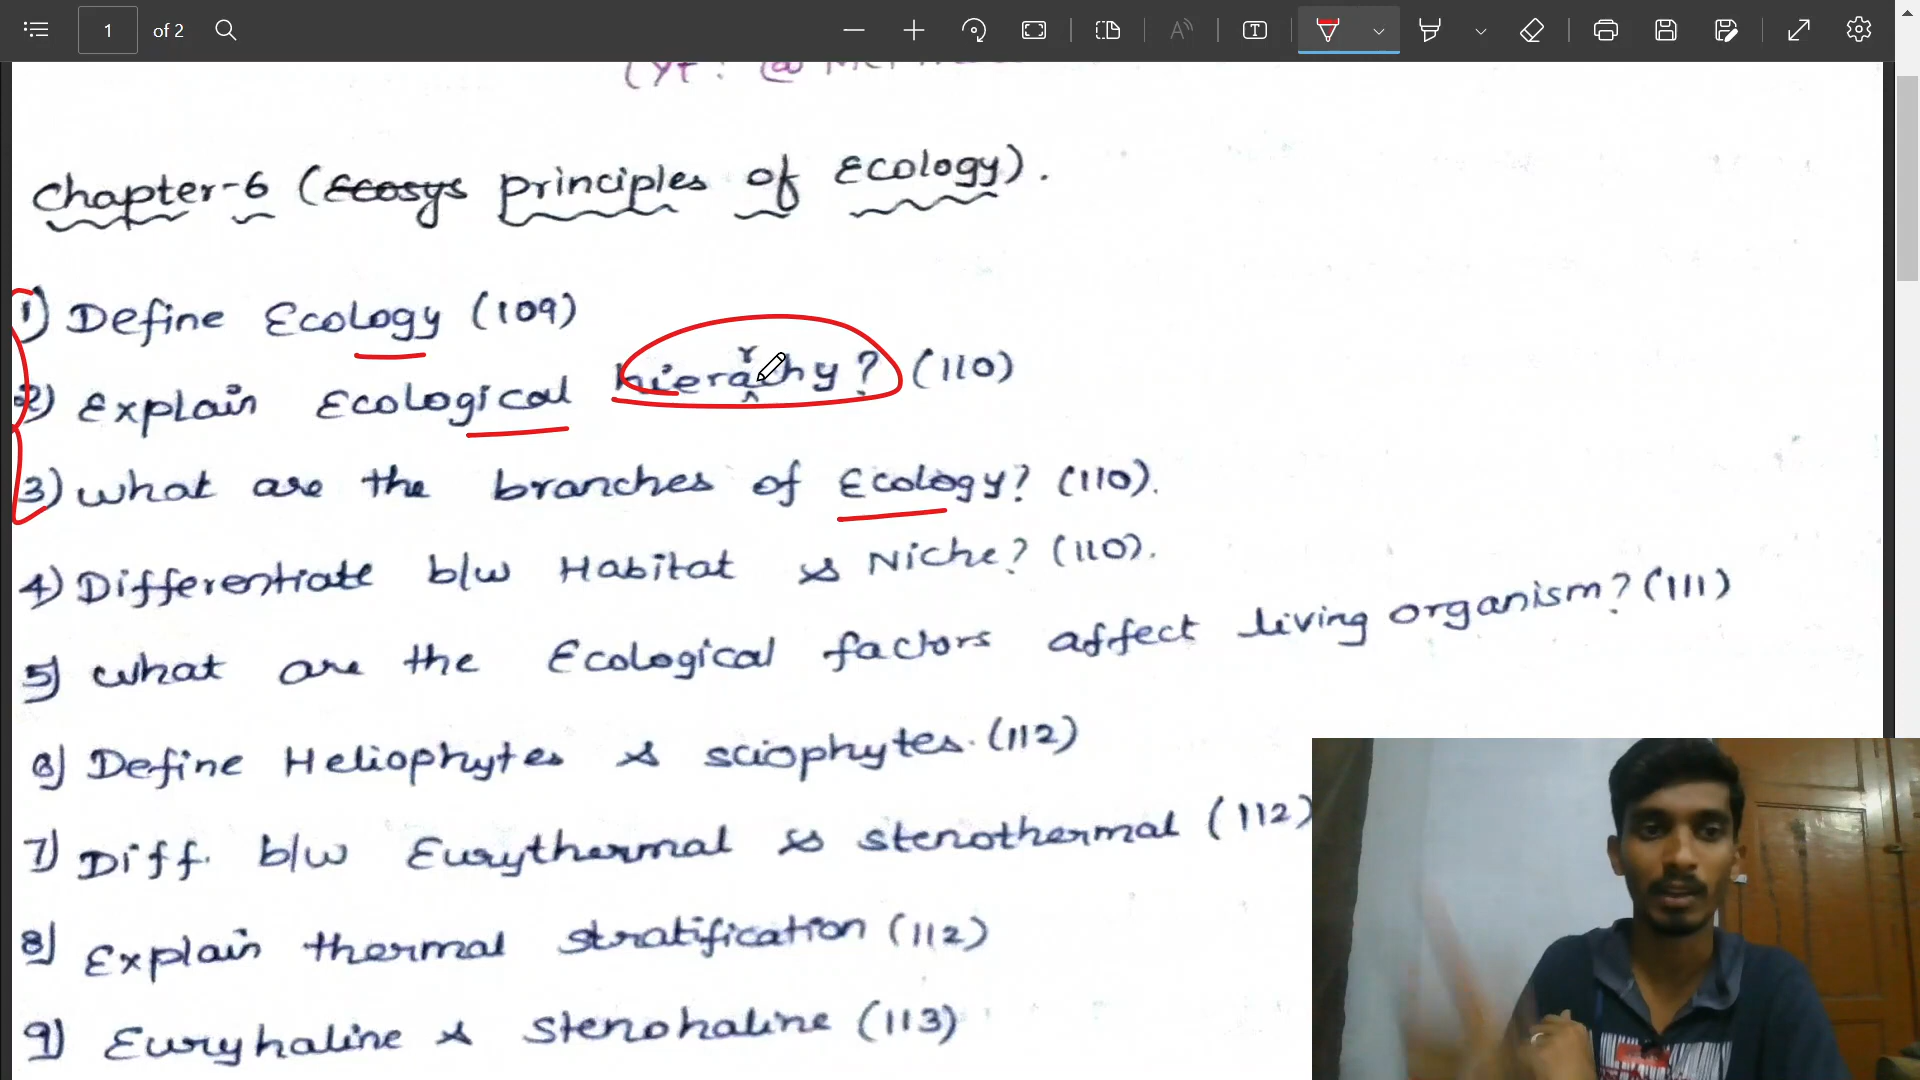 1 of 2
(YT: @
Chapter-6 (Ecosys principles of Ecology).
1) Define Ecology (109)
2) Explain Ecological hierarchy? (110)
3) what are the branches of Ecology? (110).
4) Differentiate b/w Habitat & Niche? (110).
5) what are the Ecological factors affect living organism? (111)
6) Define Heliophytes & sciophytes. (112)
7) Diff. b/w Eurythermal & stenothermal (112)
8) Explain thermal stratification (112)
9) Euryhaline & stenohaline (113)